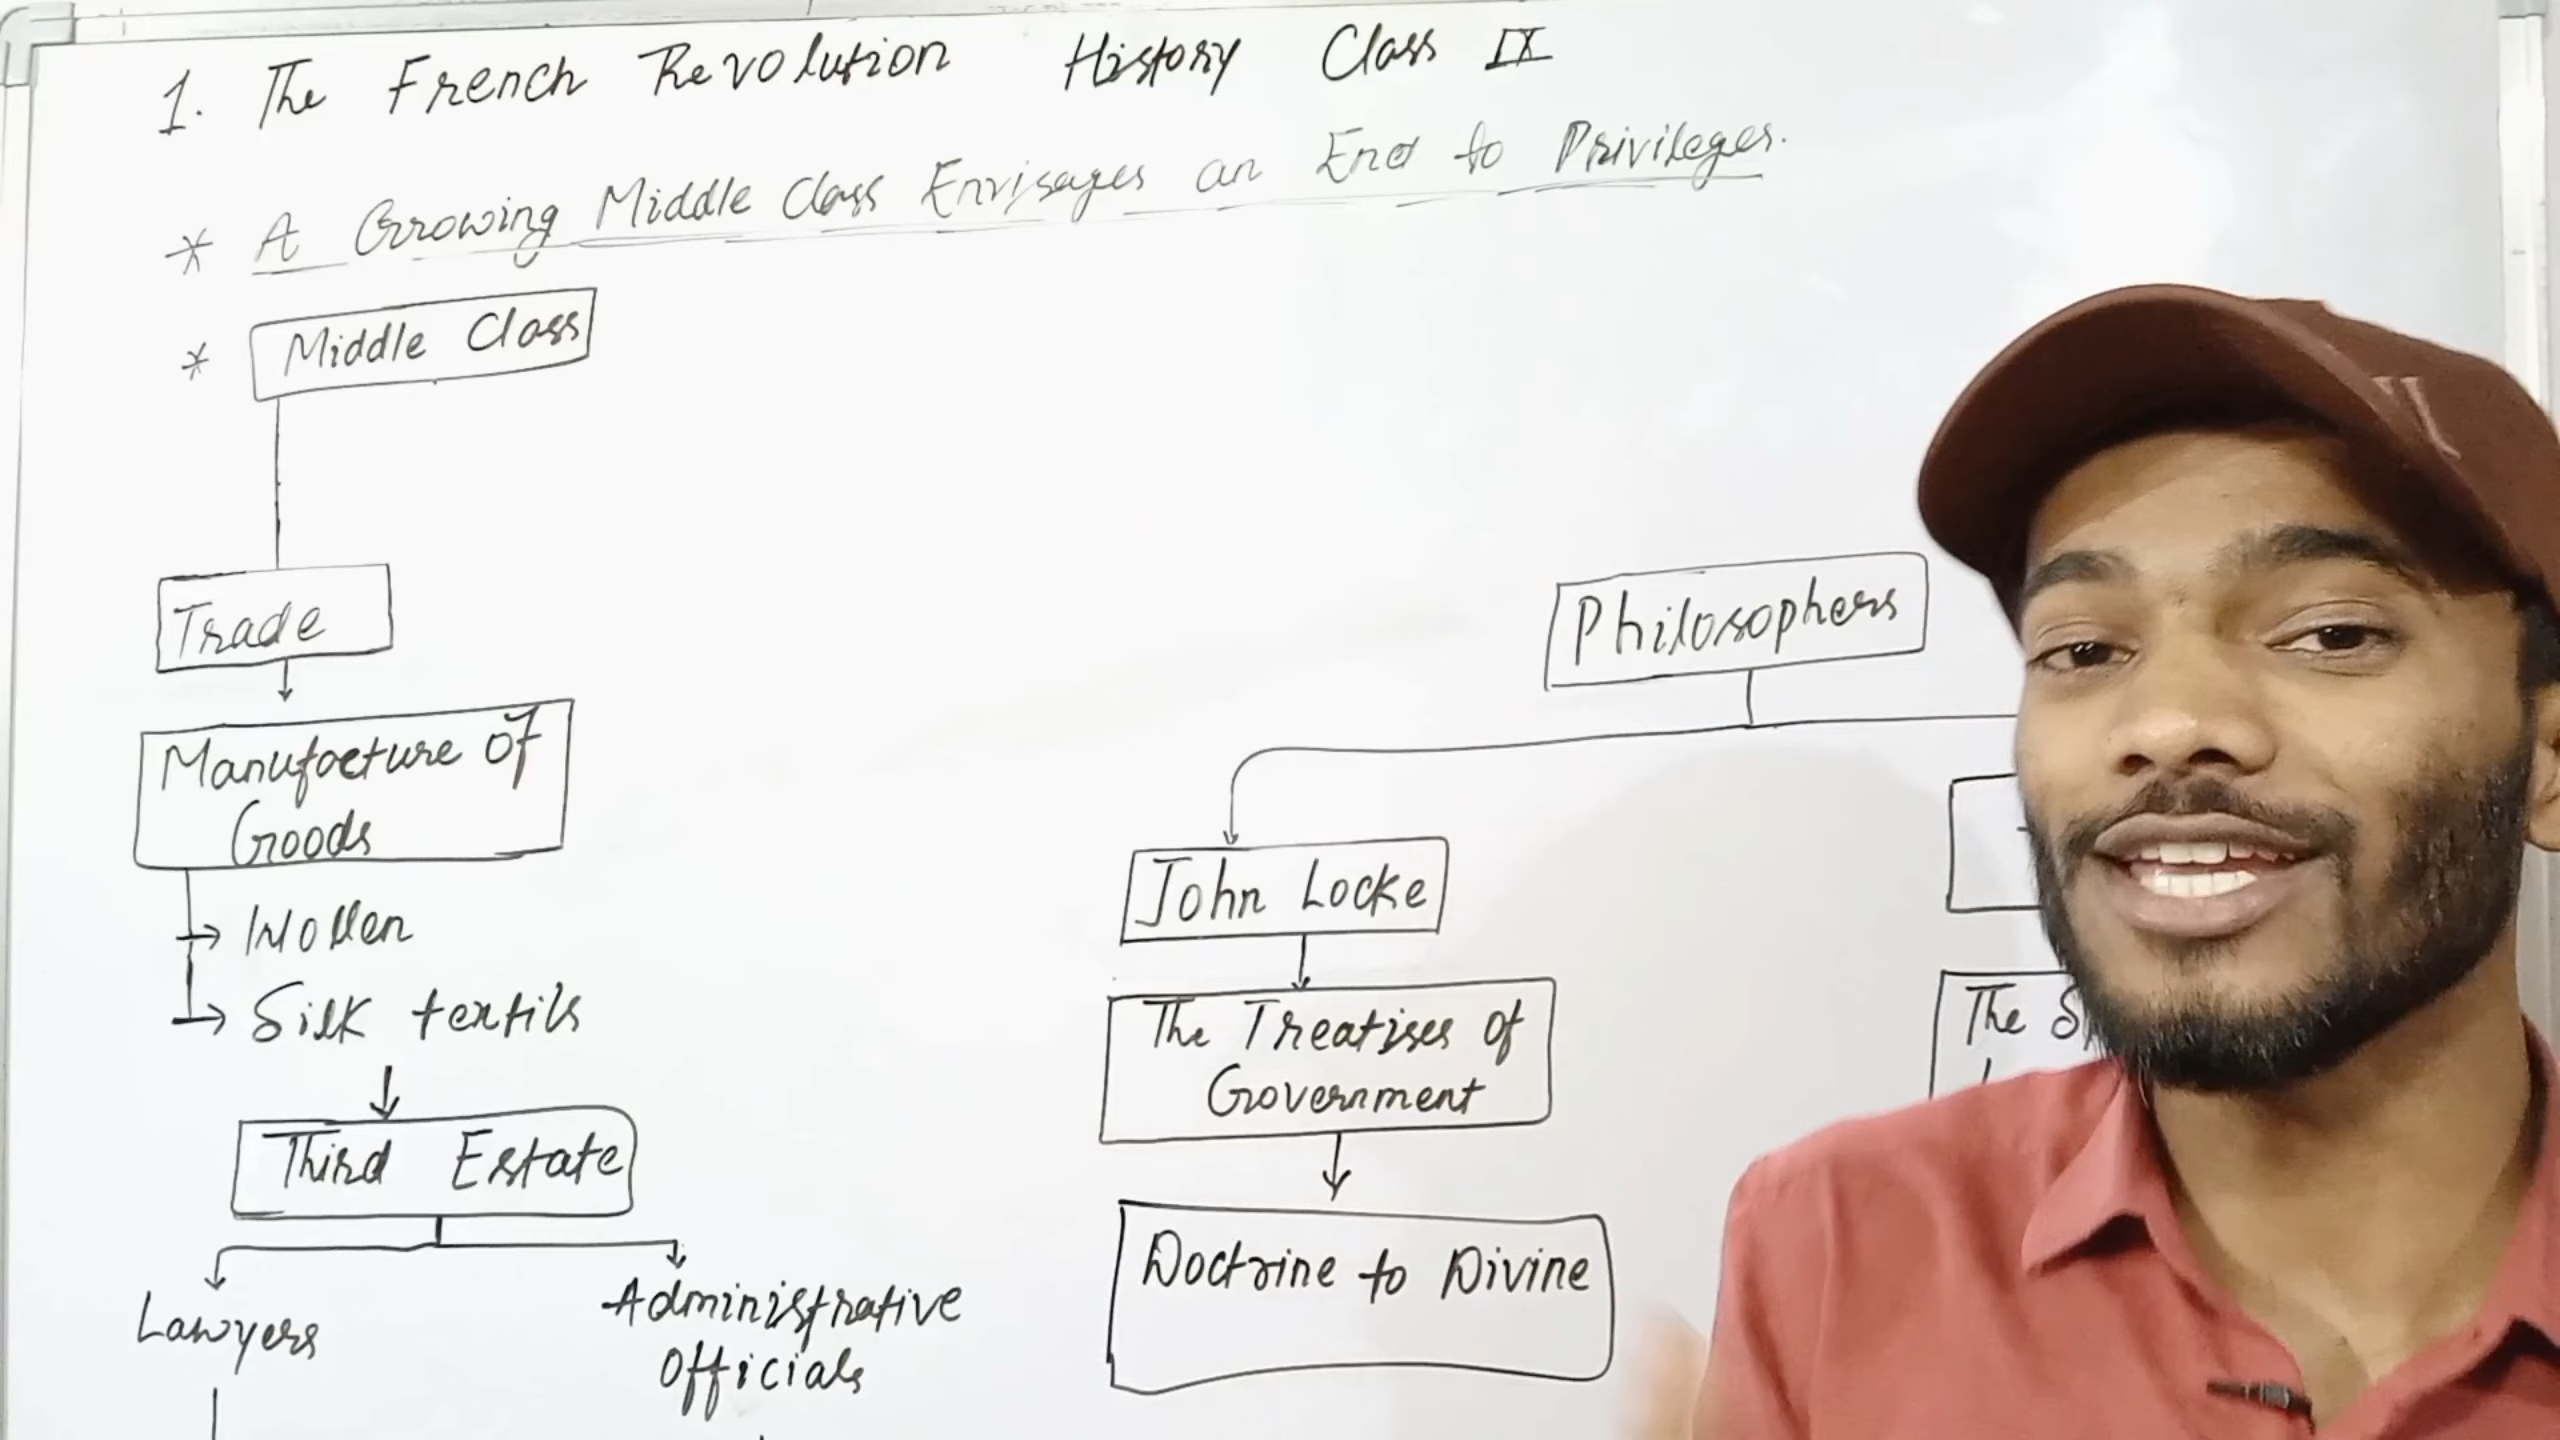 1. The French Revolution History Class IX
* A Growing Middle Class Envisages an End to Privileges.
* Middle Class
Trade
Manufacture of
Goods
→ Wollen
→ Silk textils
Third Estate
Lawyers
Administrative
Officials
Philosophers
John Locke
The Treatises of
Government
Doctrine to Divine
The